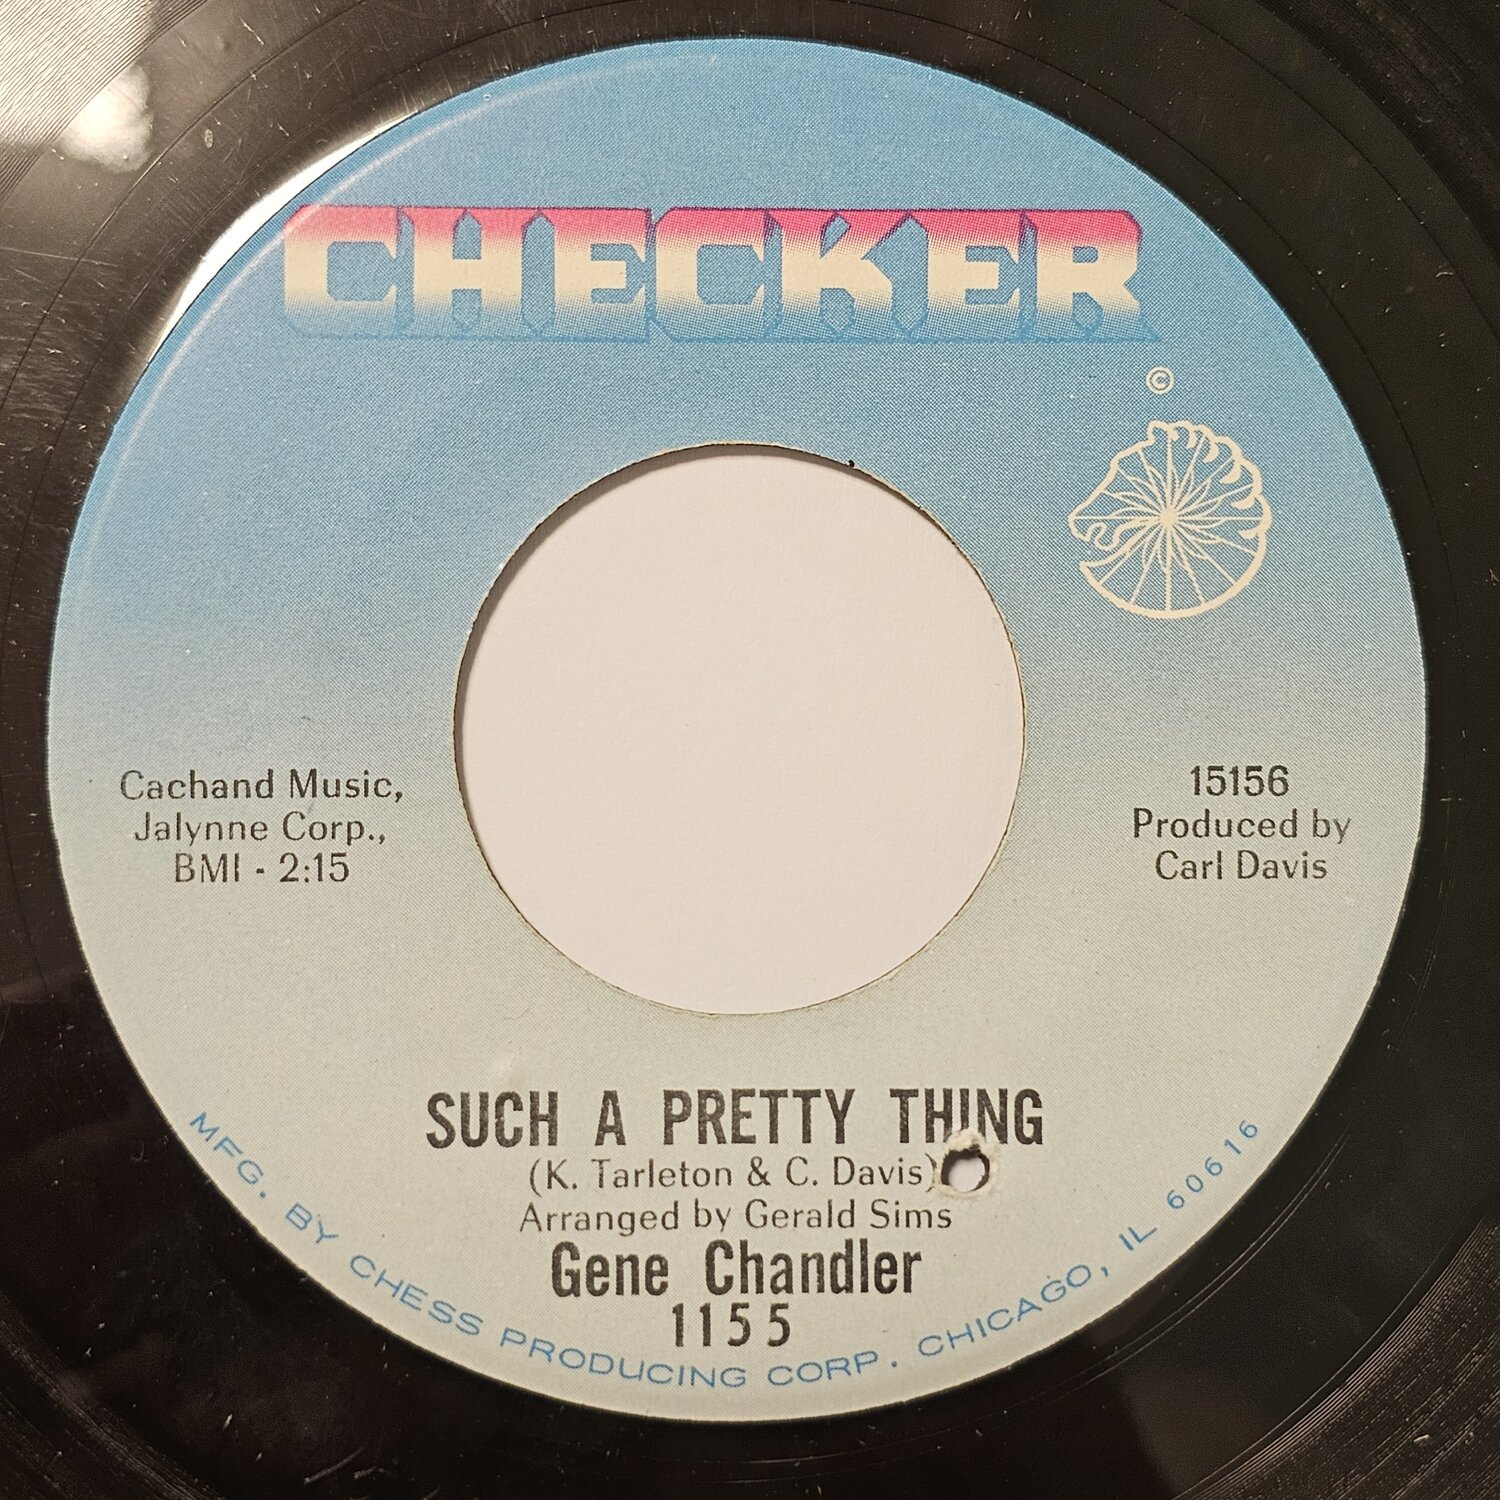 CHECKER
©
Cachand Music,
Jalynne Corp.,
BMI - 2:15
15156
Produced by
Carl Davis
SUCH A PRETTY THING
(K. Tarleton & C. Davis)
Arranged by Gerald Sims
Gene Chandler
1155
MFG. BY CHESS PRODUCING CORP. CHICAGO, IL 60616